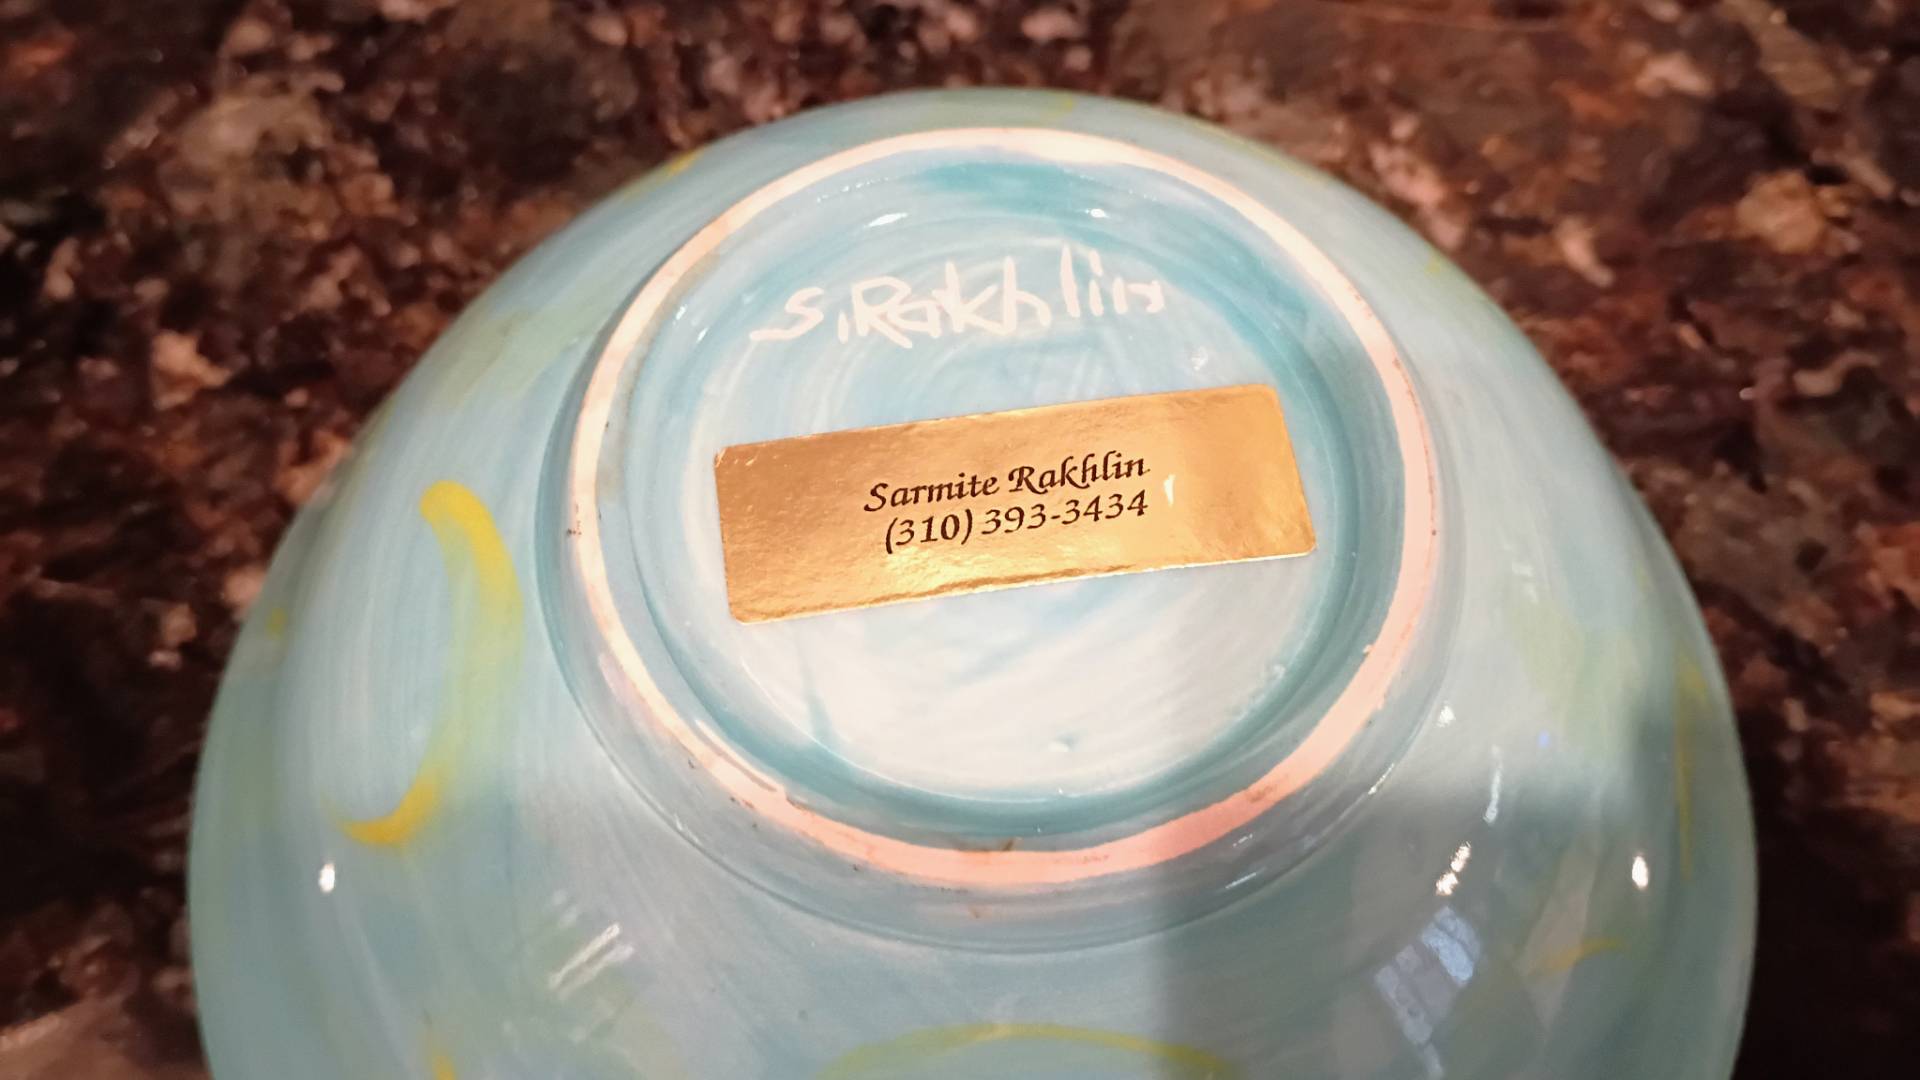 S.Rakhlin
Sarmite Rakhlin
(310) 393-3434